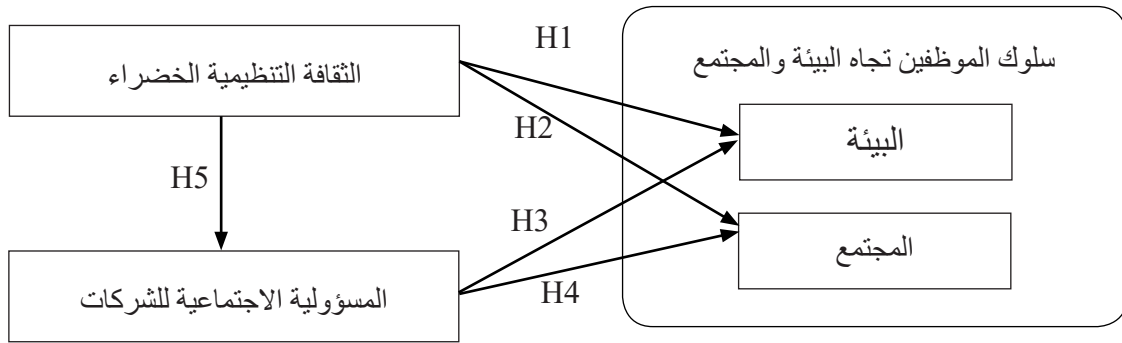 H1
سلوك الموظفين تجاه البيئة والمجتمع
الثقافة التنظيمية الخضراء
البيئة
H2
H5
H3
المجتمع
المسؤولية الاجتماعية للشركات
H4